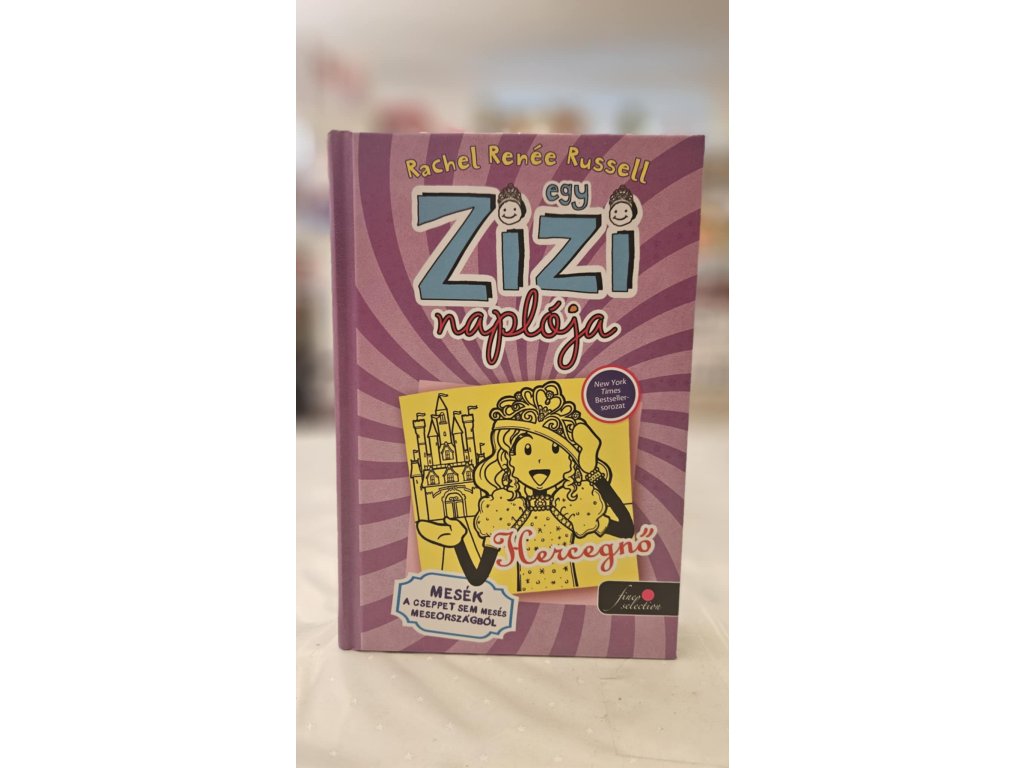 Rachel Renée Russell
egy
Zizi
naplója
New York
Times
Bestseller-
sorozat
Hercegnő
MESÉK
A CSEPPET SEM MESÉS
MESEORSZÁGBÓL
fine
selection